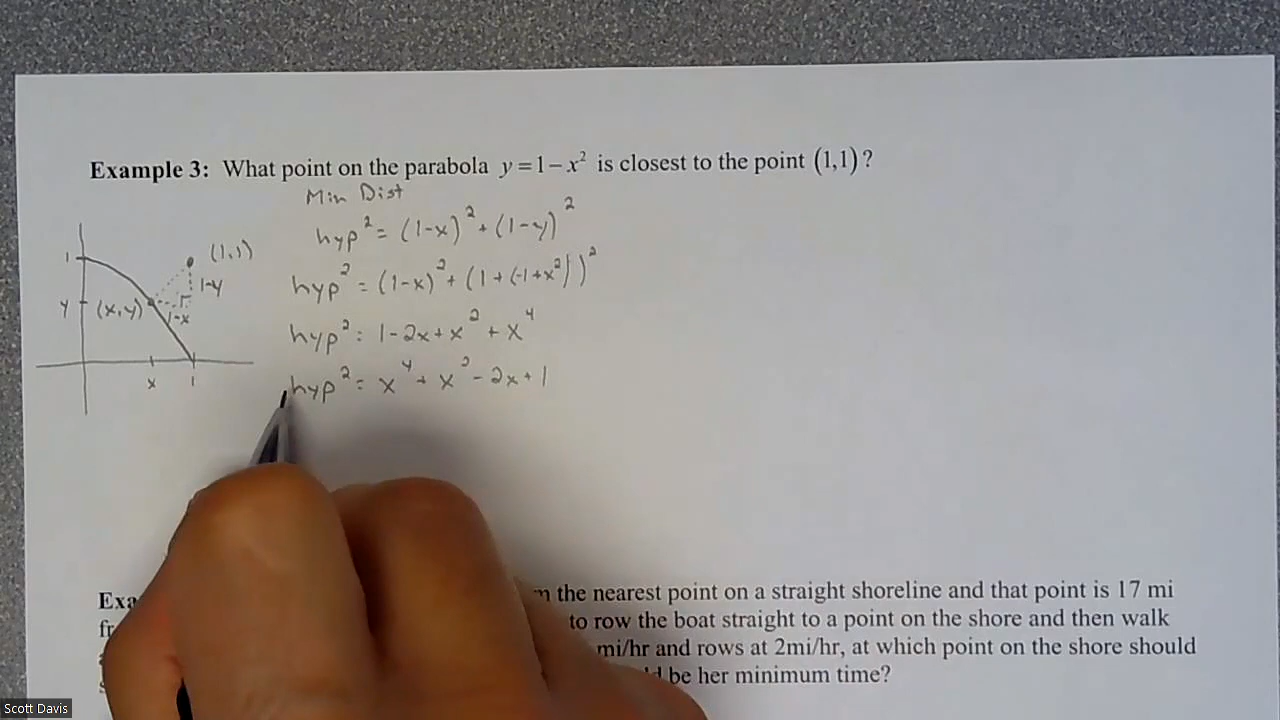 Example 3: What point on the parabola y = 1 − x² is closest to the point (1,1)?
Min Dist
hyp² = (1-x)² + (1-y)²
hyp² = (1-x)² + (1 + (-1+x²))²
hyp² = 1-2x+x² + x⁴
hyp² = x⁴ + x² - 2x + 1
1
(1,1)
1-y
y
(x,y)
1-x
x
1
Exa
the nearest point on a straight shoreline and that point is 17 mi
to row the boat straight to a point on the shore and then walk
mi/hr and rows at 2mi/hr, at which point on the shore should
be her minimum time?
Scott Davis